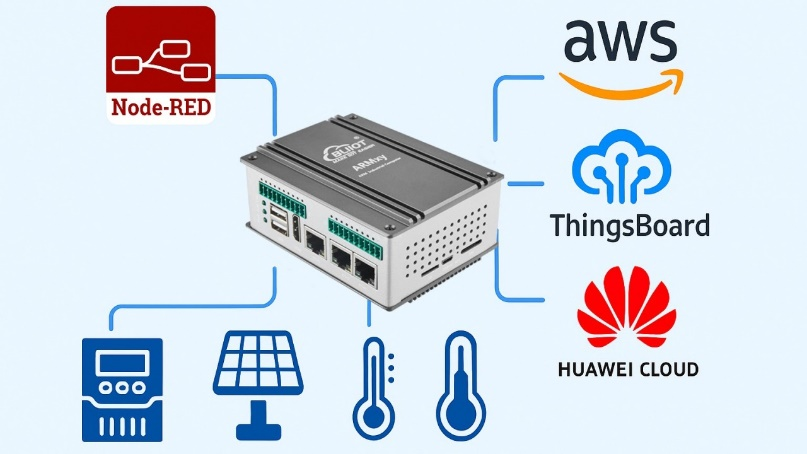 Node-RED
aws
ThingsBoard
HUAWEI CLOUD
BLIIOT
ARMxy